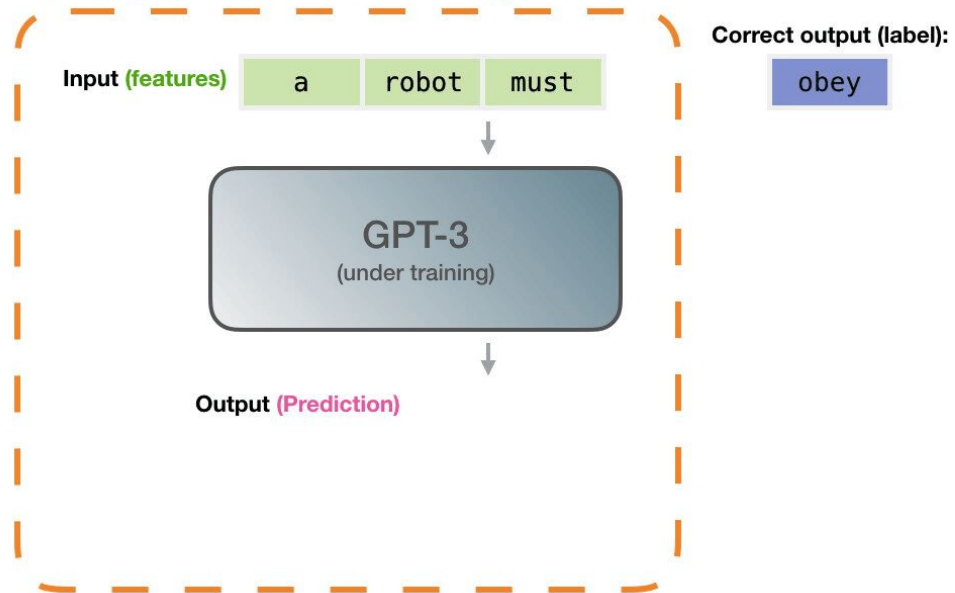 Correct output (label):
Input (features) a robot must
obey
GPT-3
(under training)
Output (Prediction)